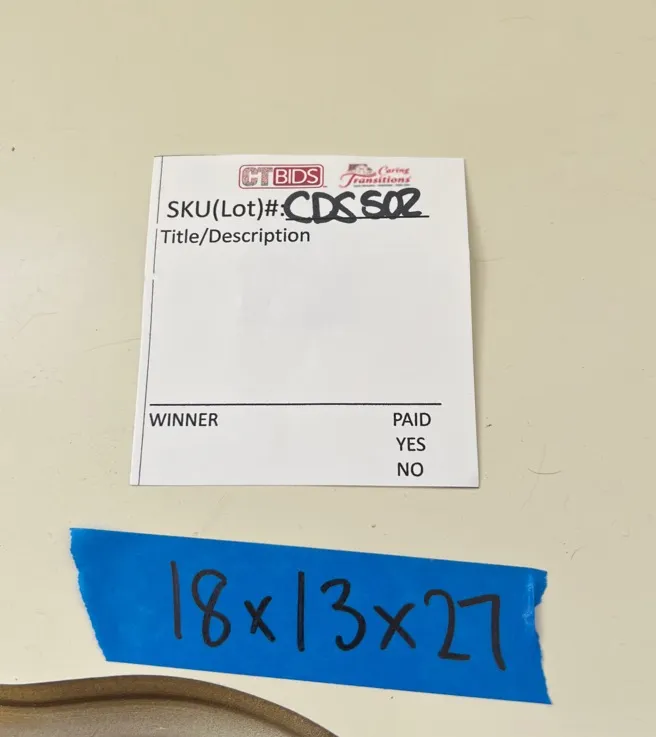 CTBIDS Caring Transitions
SKU(Lot)#: CDS502
Title/Description
WINNER PAID
YES
NO
18x13x27